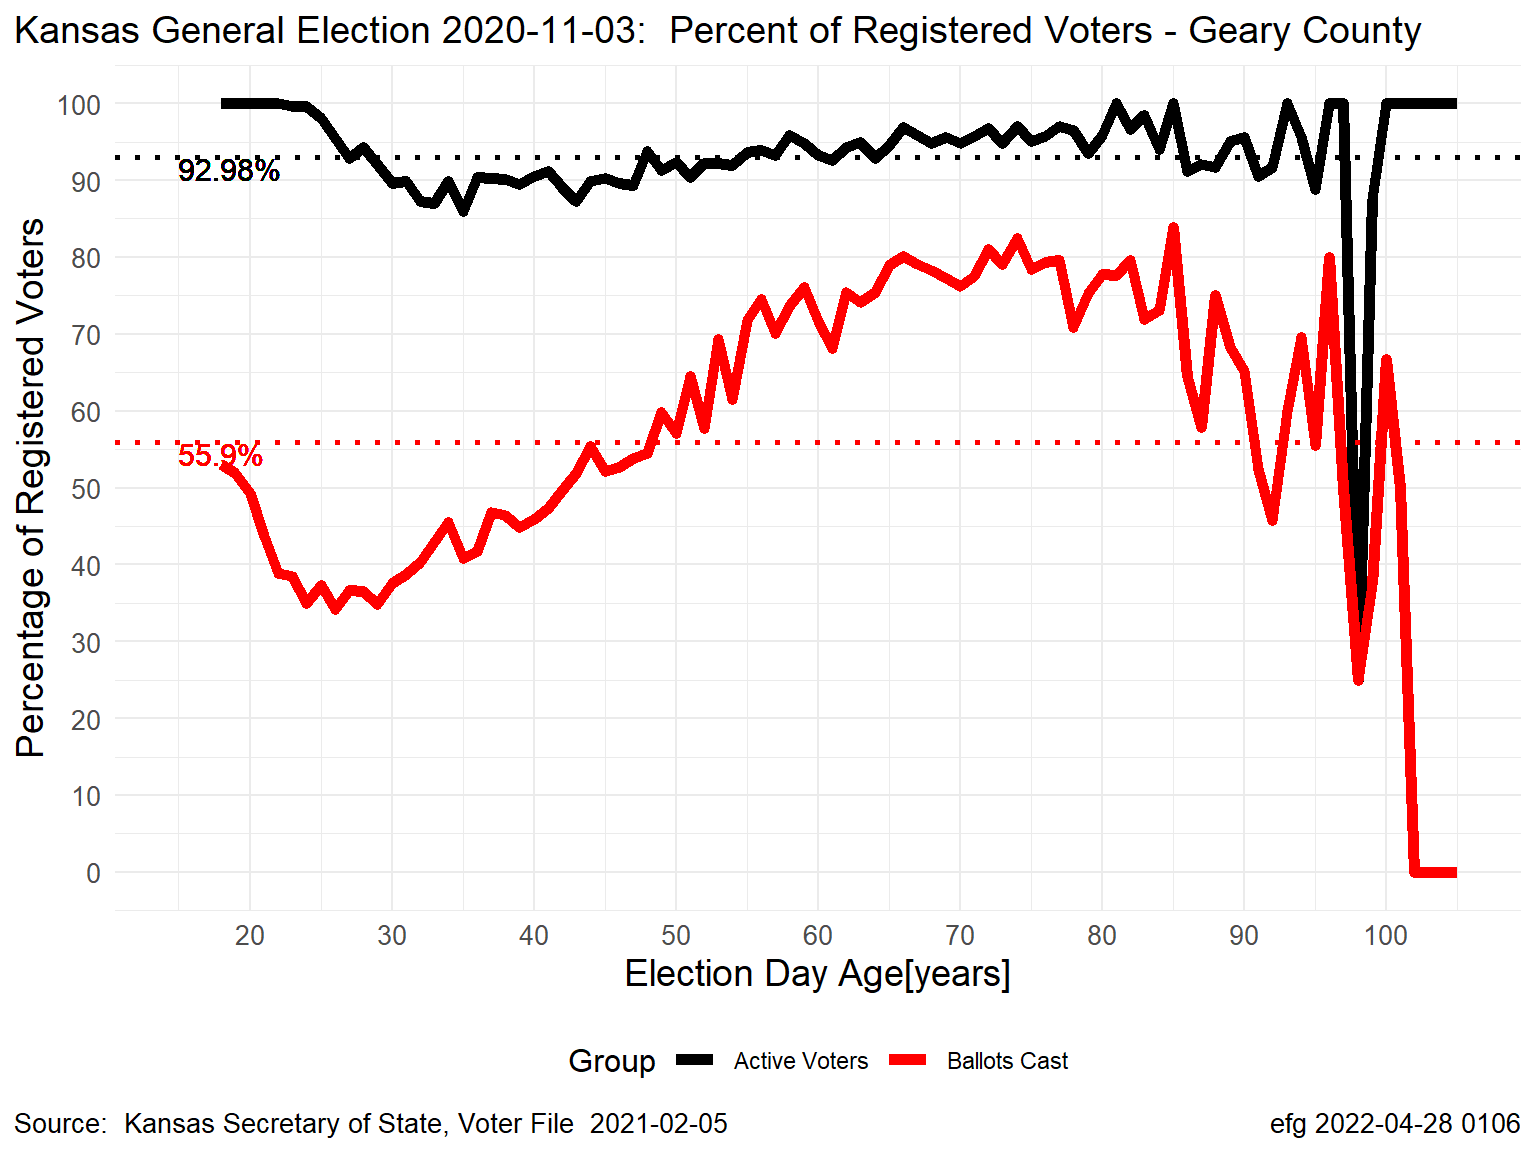 Kansas General Election 2020-11-03:  Percent of Registered Voters - Geary County
Percentage of Registered Voters
100
90
80
70
60
50
40
30
20
10
0
92.98%
55.9%
20 30 40 50 60 70 80 90 100
Election Day Age[years]
Group Active Voters Ballots Cast
Source:  Kansas Secretary of State, Voter File  2021-02-05
efg 2022-04-28 0106